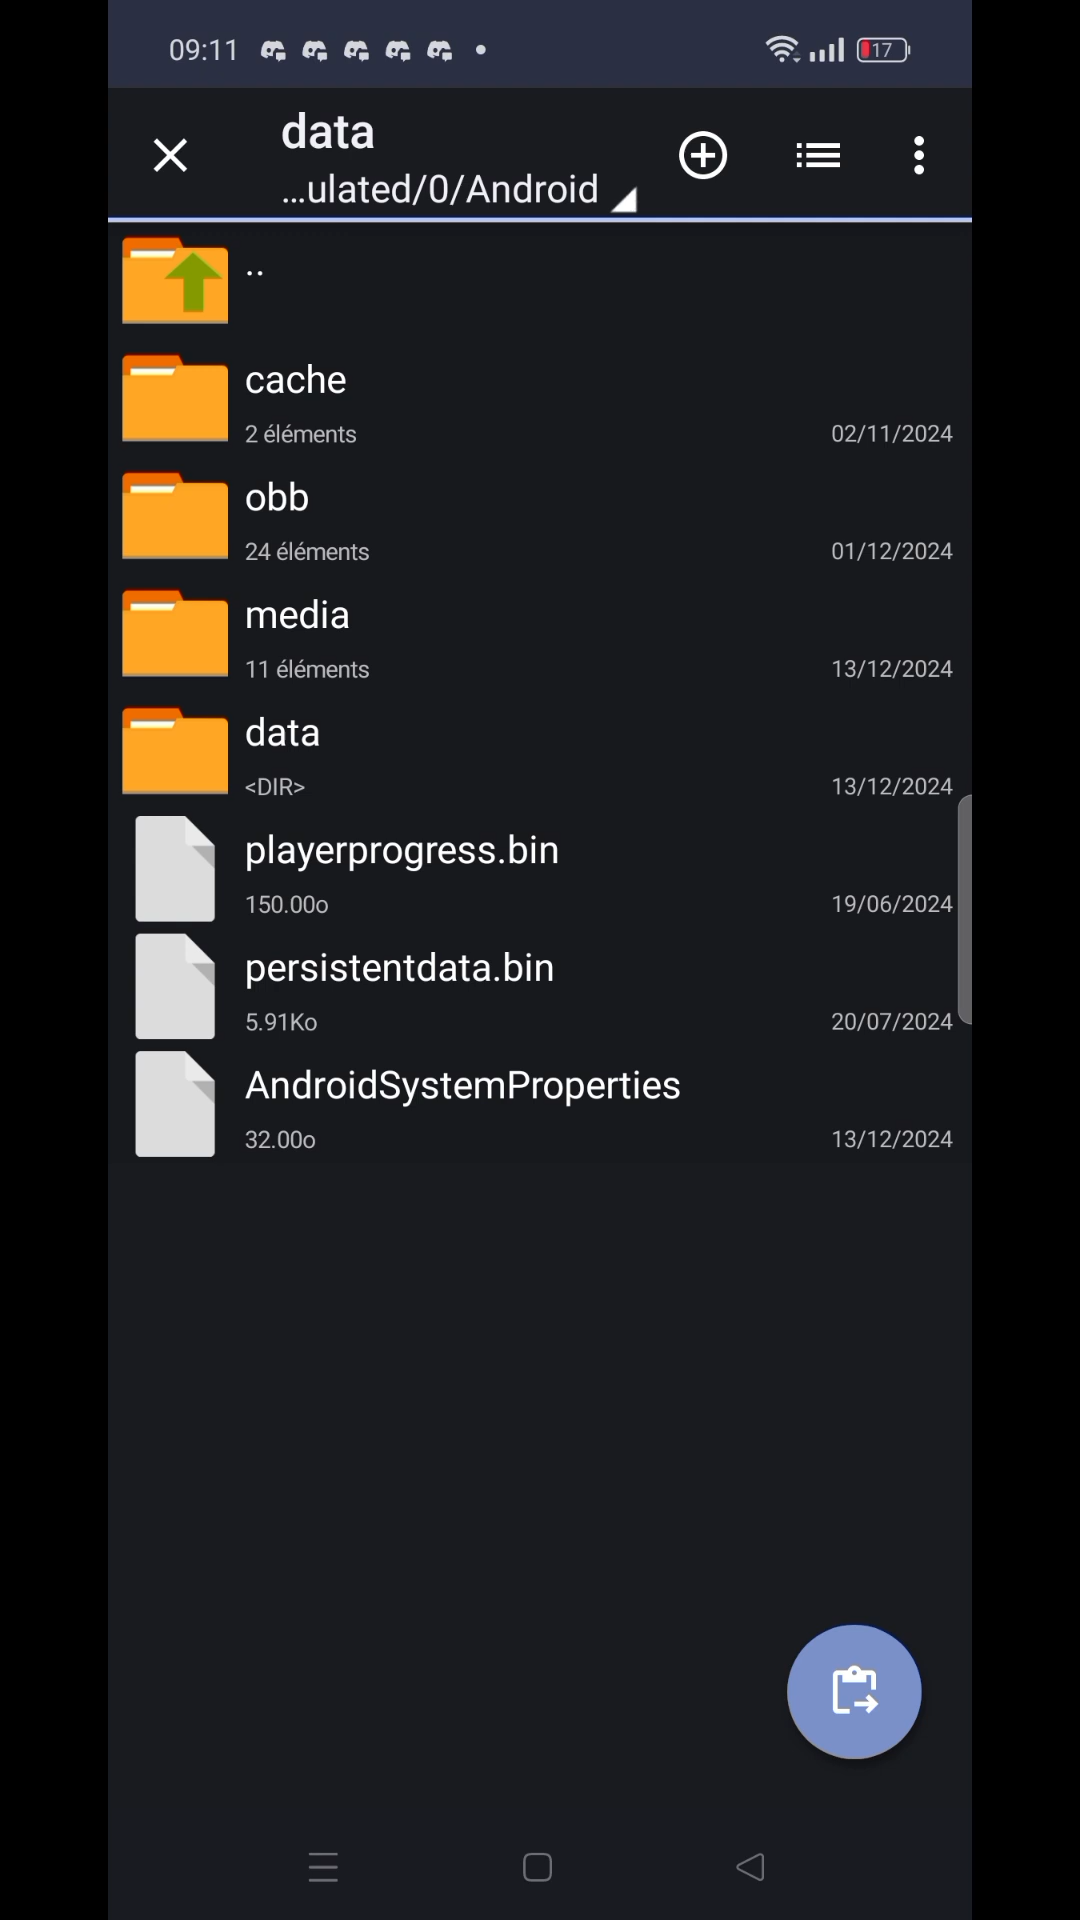 09:11
17
data
...ulated/0/Android
..
cache
2 éléments
02/11/2024
obb
24 éléments
01/12/2024
media
11 éléments
13/12/2024
data
<DIR>
13/12/2024
playerprogress.bin
150.00o
19/06/2024
persistentdata.bin
5.91Ko
20/07/2024
AndroidSystemProperties
32.00o
13/12/2024